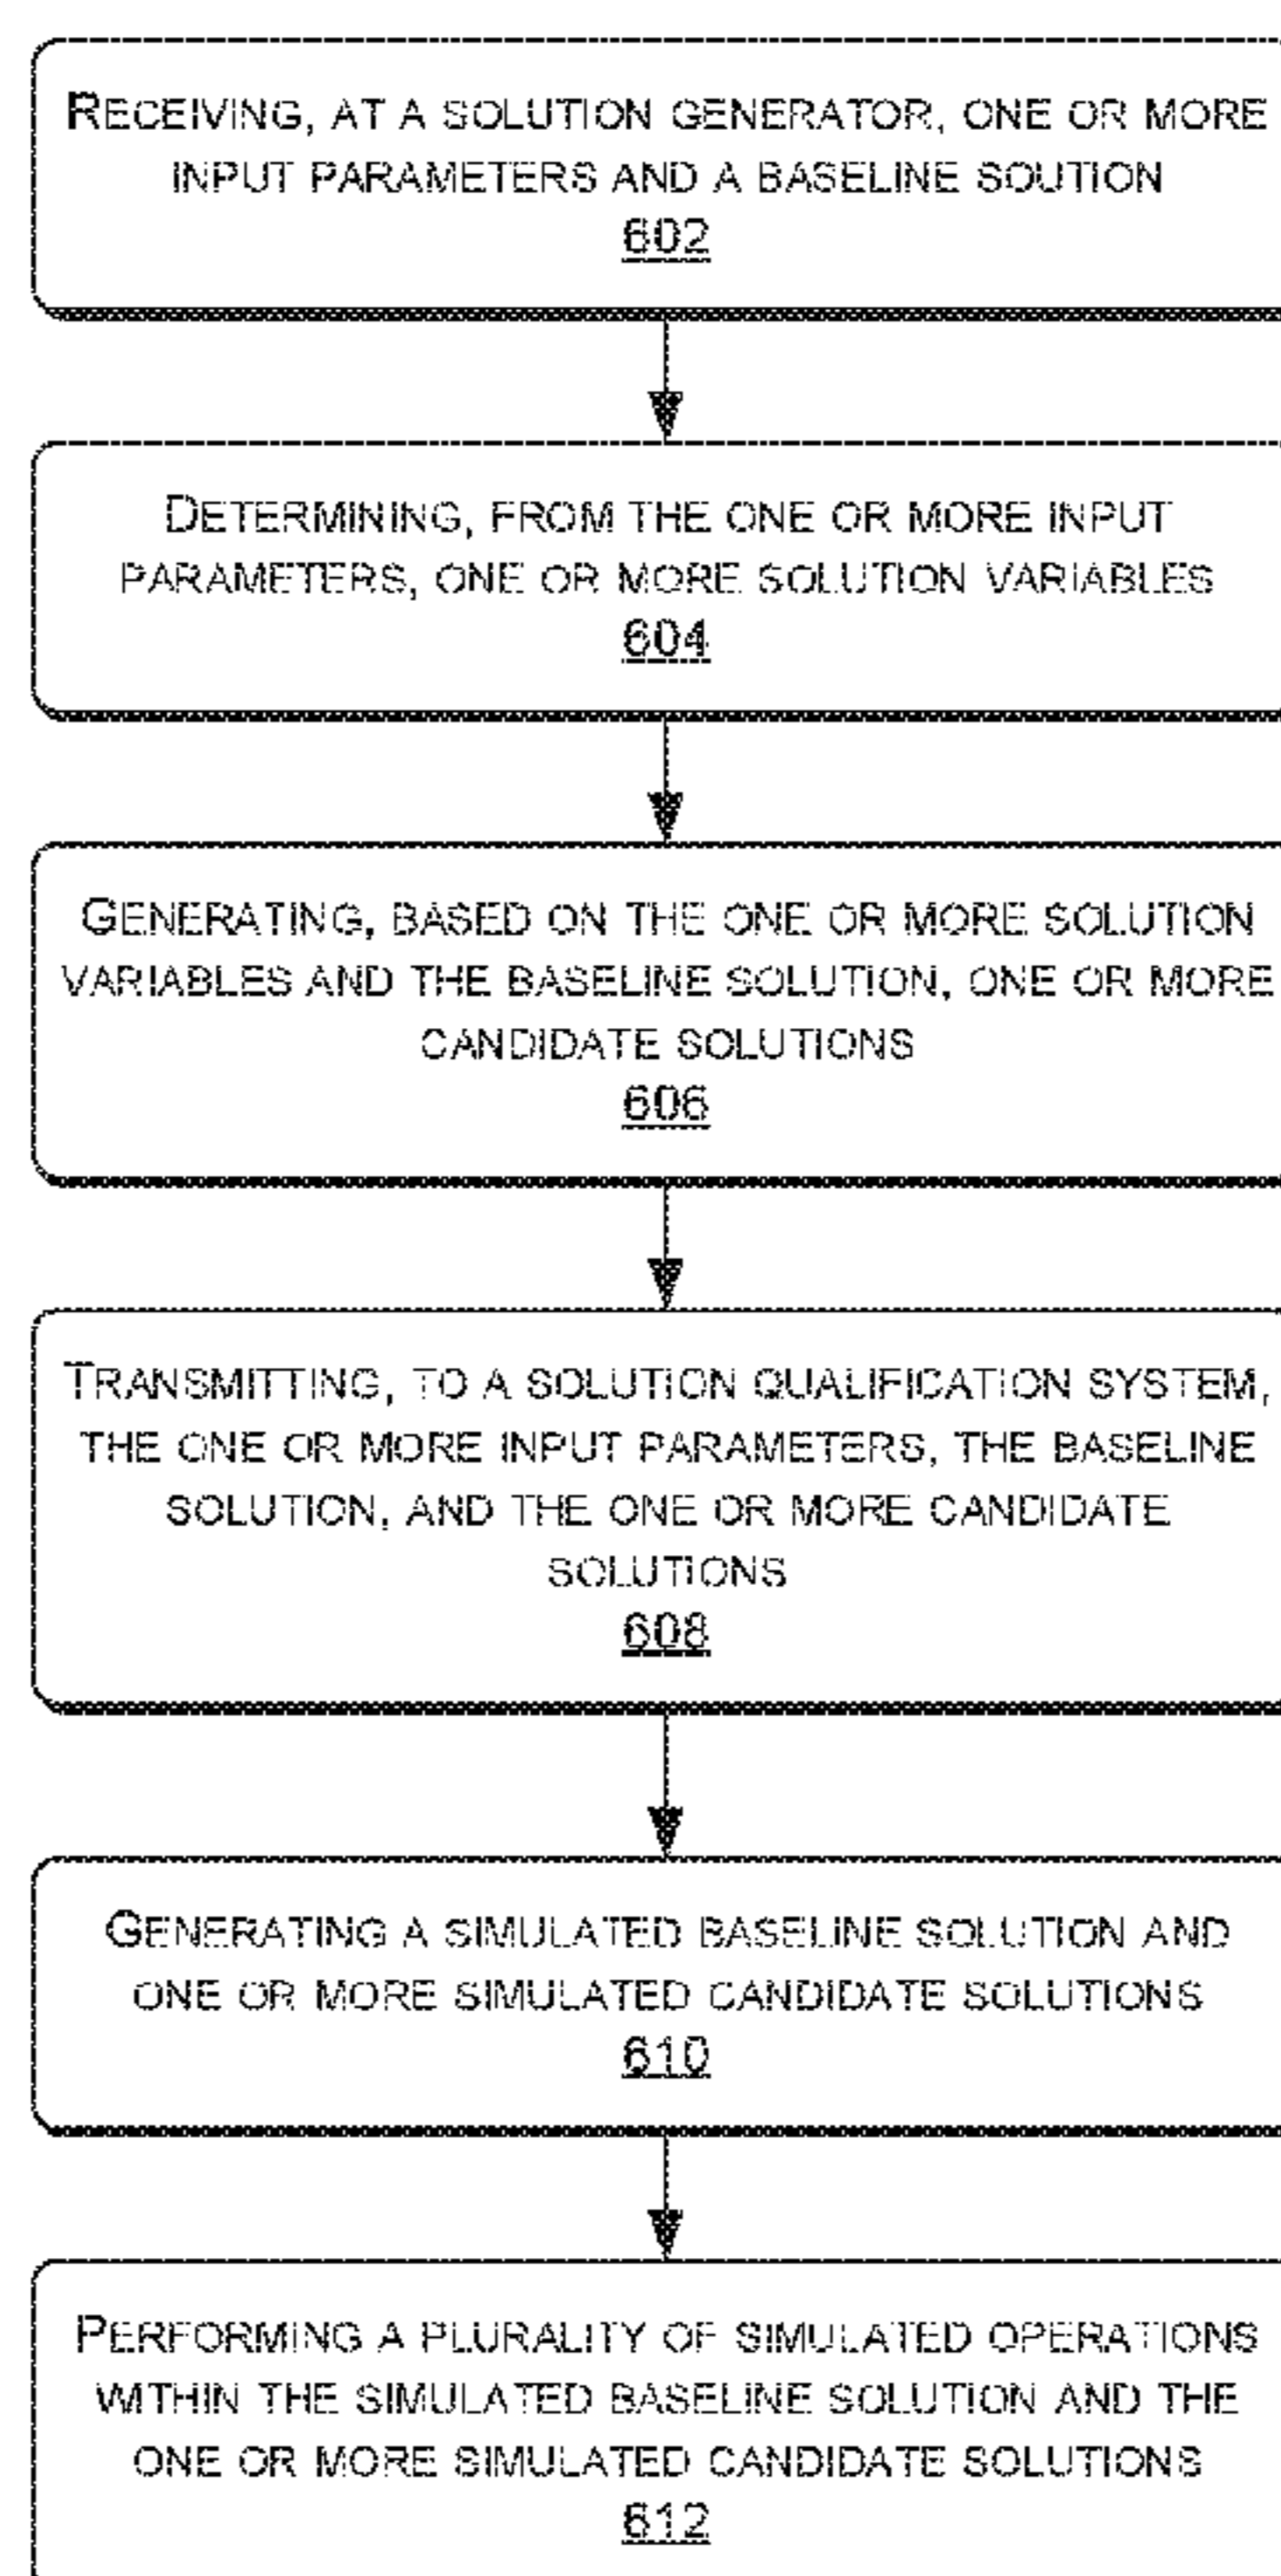 RECEIVING, AT A SOLUTION GENERATOR, ONE OR MORE
INPUT PARAMETERS AND A BASELINE SOUTION
602
DETERMINING, FROM THE ONE OR MORE INPUT
PARAMETERS, ONE OR MORE SOLUTION VARIABLES
604
GENERATING, BASED ON THE ONE OR MORE SOLUTION
VARIABLES AND THE BASELINE SOLUTION, ONE OR MORE
CANDIDATE SOLUTIONS
606
TRANSMITTING, TO A SOLUTION QUALIFICATION SYSTEM,
THE ONE OR MORE INPUT PARAMETERS, THE BASELINE
SOLUTION, AND THE ONE OR MORE CANDIDATE
SOLUTIONS
608
GENERATING A SIMULATED BASELINE SOLUTION AND
ONE OR MORE SIMULATED CANDIDATE SOLUTIONS
610
PERFORMING A PLURALITY OF SIMULATED OPERATIONS
WITHIN THE SIMULATED BASELINE SOLUTION AND THE
ONE OR MORE SIMULATED CANDIDATE SOLUTIONS
612